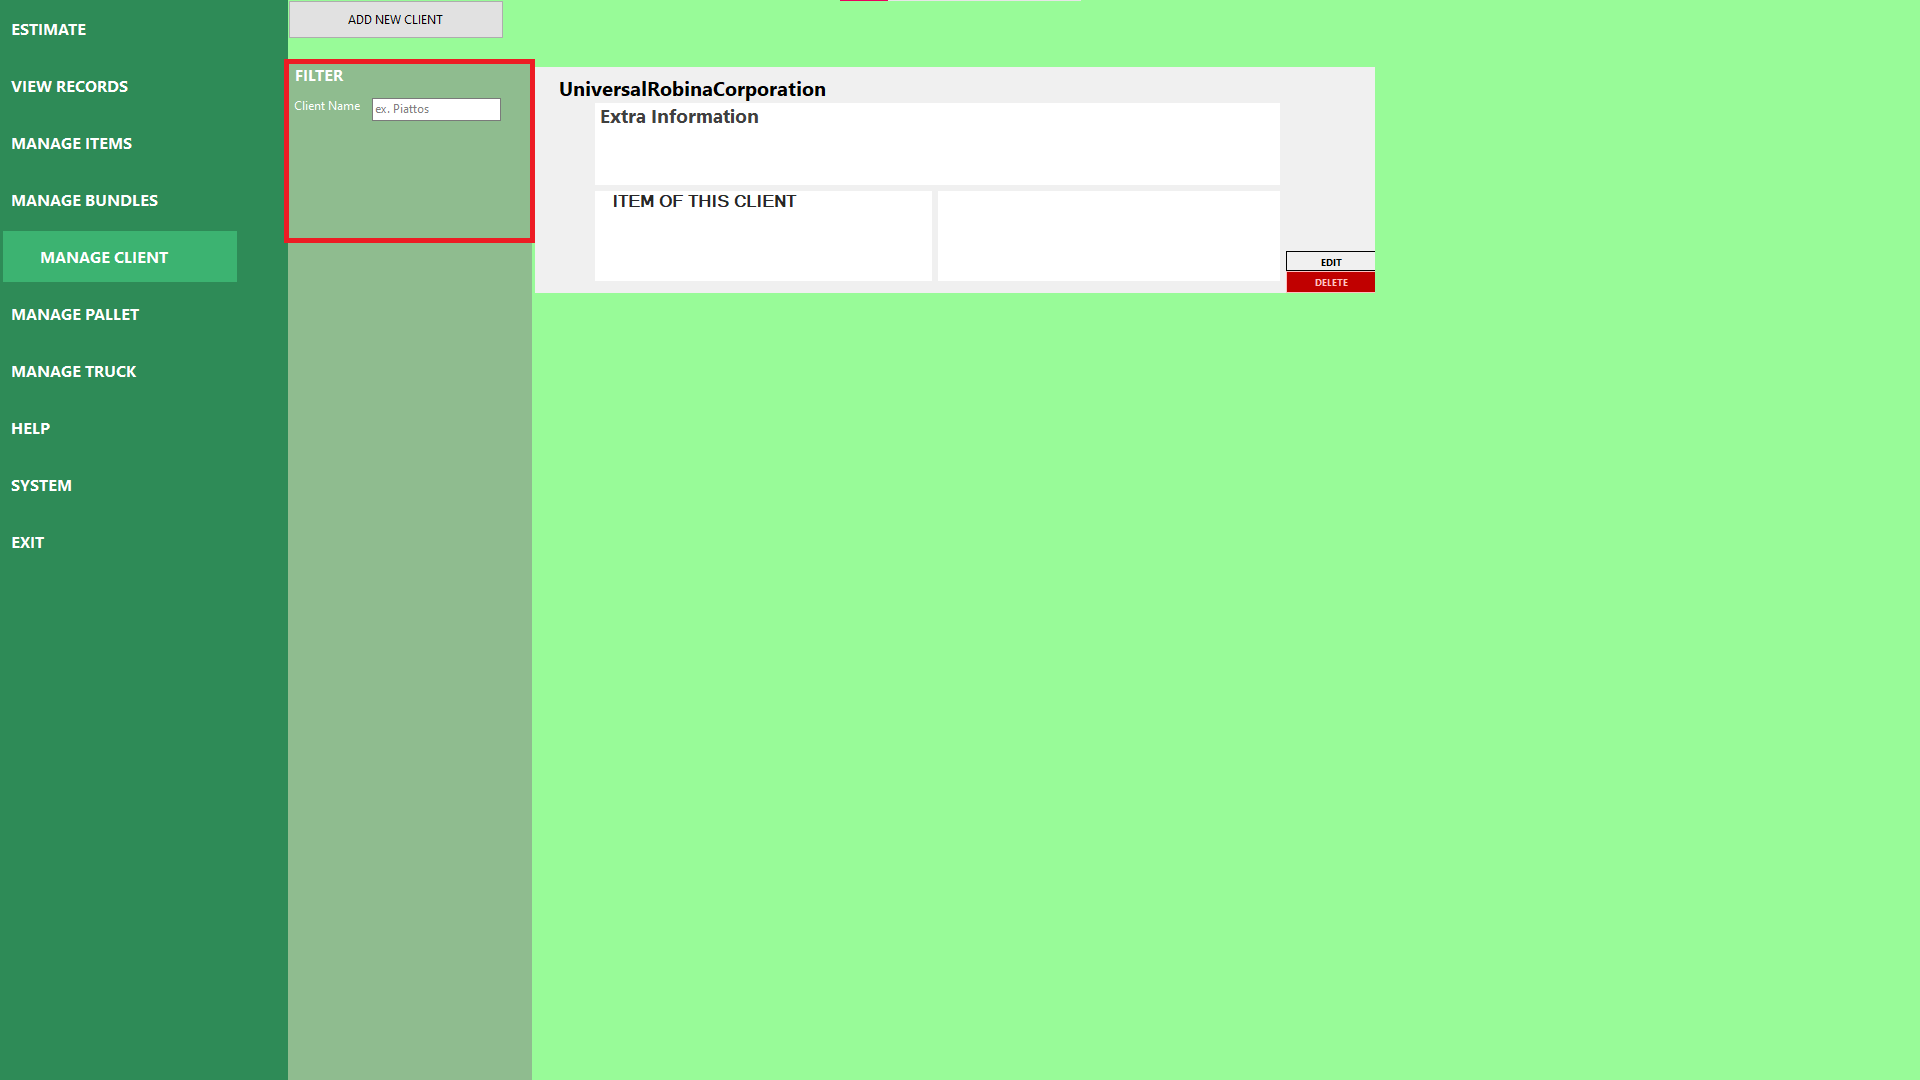 ESTIMATE
VIEW RECORDS
MANAGE ITEMS
MANAGE BUNDLES
MANAGE CLIENT
MANAGE PALLET
MANAGE TRUCK
HELP
SYSTEM
EXIT
ADD NEW CLIENT
FILTER
Client Name ex. Piattos
UniversalRobinaCorporation
Extra Information
ITEM OF THIS CLIENT
EDIT
DELETE